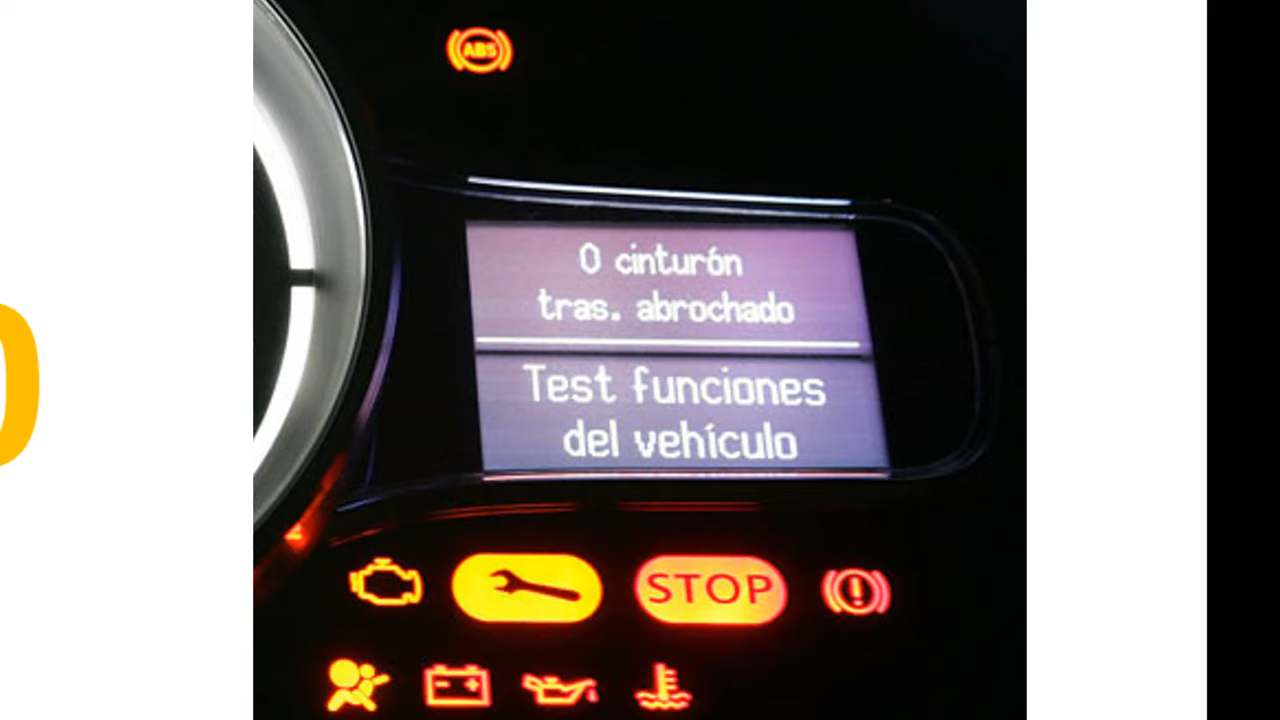 ABS
0 cinturón
tras. abrochado
Test funciones
del vehículo
STOP